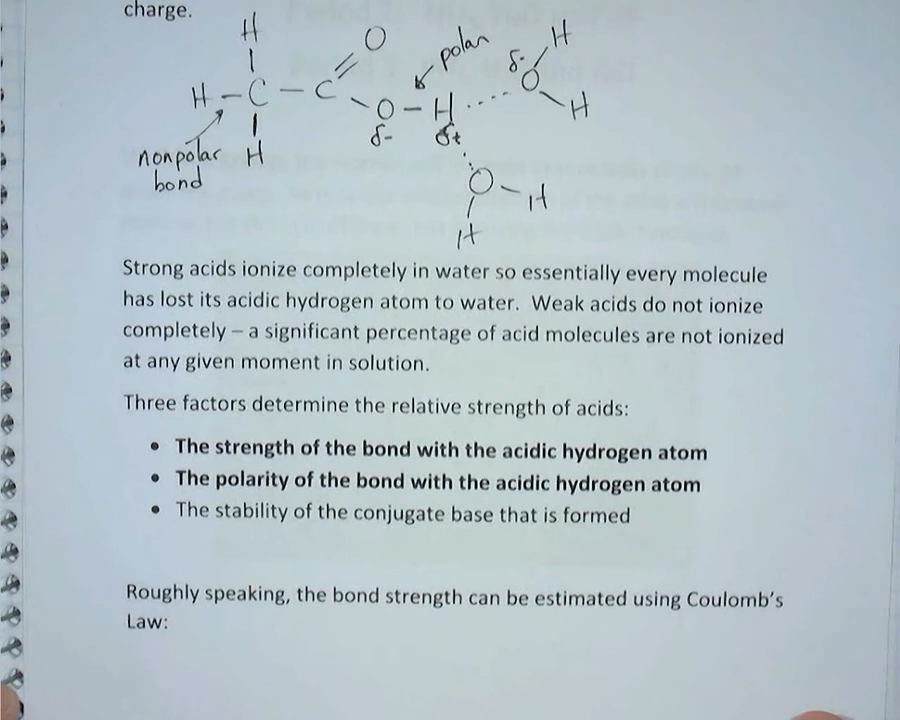 charge.
H
O
polar
H
δ-
O
H – C – C
O – H
H
δ-
δ+
nonpolar
bond
H
O – H
H
Strong acids ionize completely in water so essentially every molecule
has lost its acidic hydrogen atom to water. Weak acids do not ionize
completely – a significant percentage of acid molecules are not ionized
at any given moment in solution.
Three factors determine the relative strength of acids:
• The strength of the bond with the acidic hydrogen atom
• The polarity of the bond with the acidic hydrogen atom
• The stability of the conjugate base that is formed
Roughly speaking, the bond strength can be estimated using Coulomb's
Law: